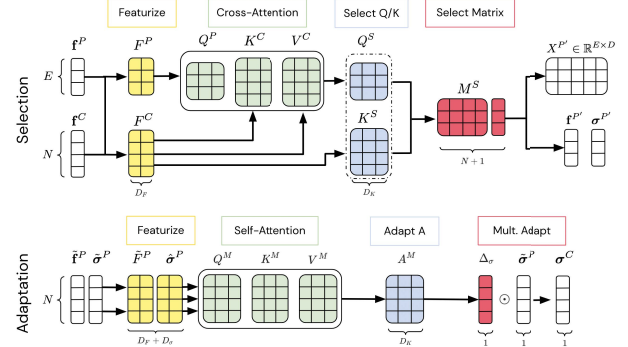 Featurize Cross-Attention Select Q/K Select Matrix
f^P F^P Q^P K^C V^C Q^S X^{P'} ∈ ℝ^{E×D}
E
M^S
Selection
f^C F^C K^S f^{P'} σ^{P'}
N
N + 1
D_F D_K
Featurize Self-Attention Adapt A Mult. Adapt
f̃^P σ̃^P F̃^P σ̂^P Q^M K^M V^M A^M Δ_σ σ̃^P σ^C
Adaptation
N ⊙
D_F + D_σ D_K 1 1 1